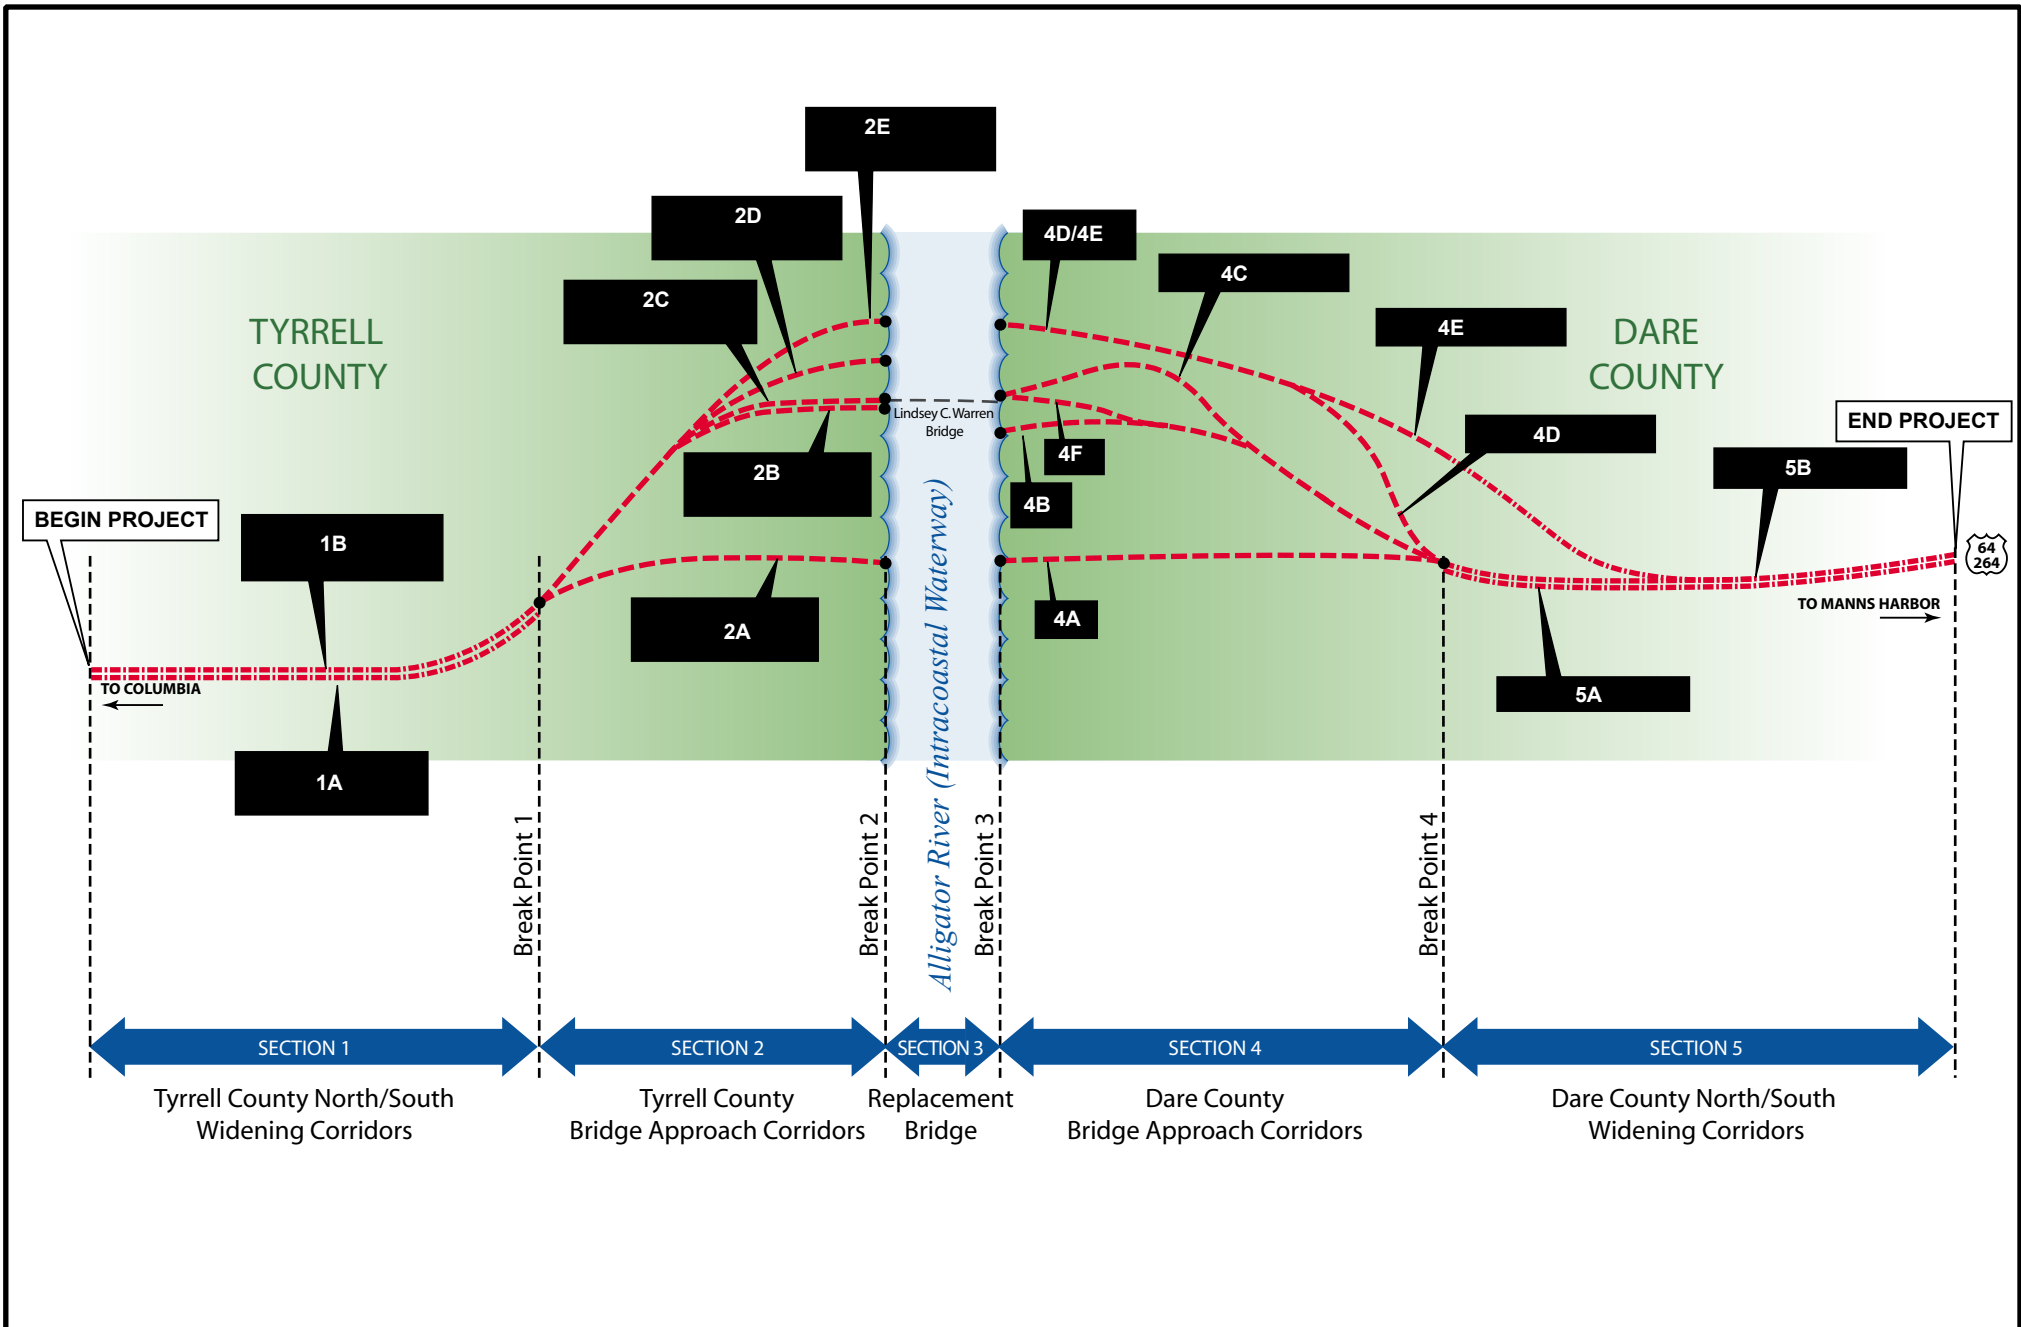 2E
2D
4D/4E
4C
2C
4E
TYRRELL
COUNTY
DARE
COUNTY
Lindsey C. Warren
Bridge
END PROJECT
4D
4F
2B
5B
4B
BEGIN PROJECT
1B
64
264
TO MANNS HARBOR
4A
2A
TO COLUMBIA
5A
1A
Alligator River (Intracoastal Waterway)
Break Point 1
Break Point 2
Break Point 3
Break Point 4
SECTION 1
SECTION 2
SECTION 3
SECTION 4
SECTION 5
Tyrrell County North/South
Widening Corridors
Tyrrell County
Bridge Approach Corridors
Replacement
Bridge
Dare County
Bridge Approach Corridors
Dare County North/South
Widening Corridors